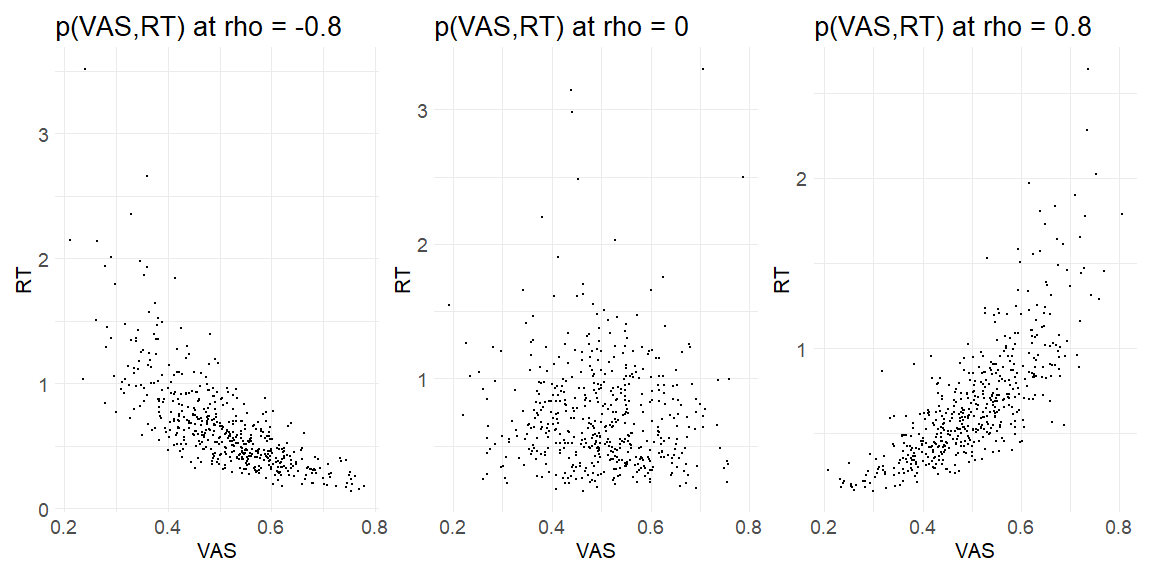 p(VAS,RT) at rho = -0.8
3
2
1
0
RT
0.2 0.4 0.6 0.8
VAS
p(VAS,RT) at rho = 0
3
2
1
RT
0.2 0.4 0.6 0.8
VAS
p(VAS,RT) at rho = 0.8
2
1
RT
0.2 0.4 0.6 0.8
VAS